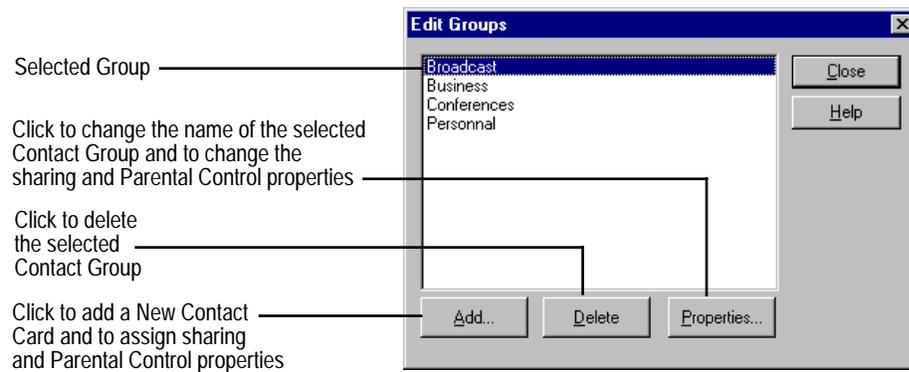 Edit Groups
Selected Group
Broadcast
Business
Conferences
Personnal
Close
Help
Click to change the name of the selected
Contact Group and to change the
sharing and Parental Control properties
Click to delete
the selected
Contact Group
Click to add a New Contact
Card and to assign sharing
and Parental Control properties
Add...
Delete
Properties...